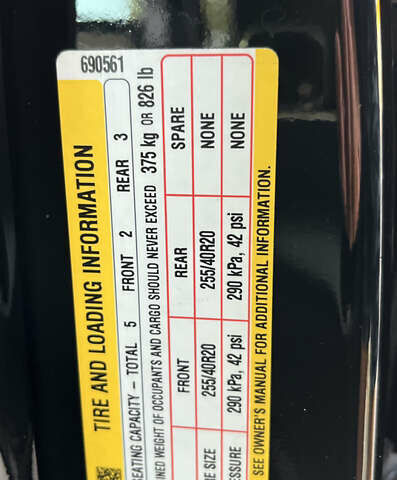 690561
TIRE AND LOADING INFORMATION
SEATING CAPACITY – TOTAL 5 FRONT 2 REAR 3
WEIGHT OF OCCUPANTS AND CARGO SHOULD NEVER EXCEED 375 kg OR 826 lb
FRONT REAR SPARE
SIZE 255/40R20 255/40R20 NONE
290 kPa, 42 psi 290 kPa, 42 psi NONE
SEE OWNER'S MANUAL FOR ADDITIONAL INFORMATION.